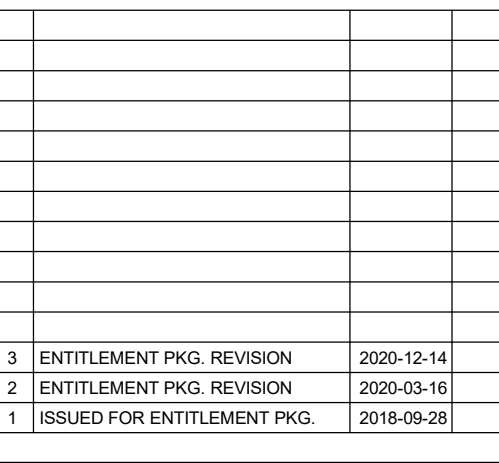 3 ENTITLEMENT PKG. REVISION 2020-12-14
2 ENTITLEMENT PKG. REVISION 2020-03-16
1 ISSUED FOR ENTITLEMENT PKG. 2018-09-28